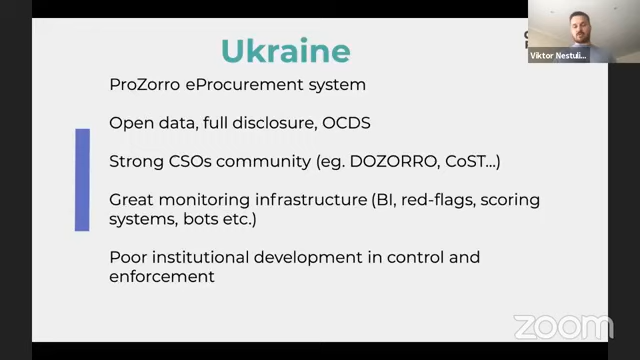 Ukraine
Viktor Nestuli...
ProZorro eProcurement system
Open data, full disclosure, OCDS
Strong CSOs community (eg. DOZORRO, CoST...)
Great monitoring infrastructure (BI, red-flags, scoring
systems, bots etc.)
Poor institutional development in control and
enforcement
zoom